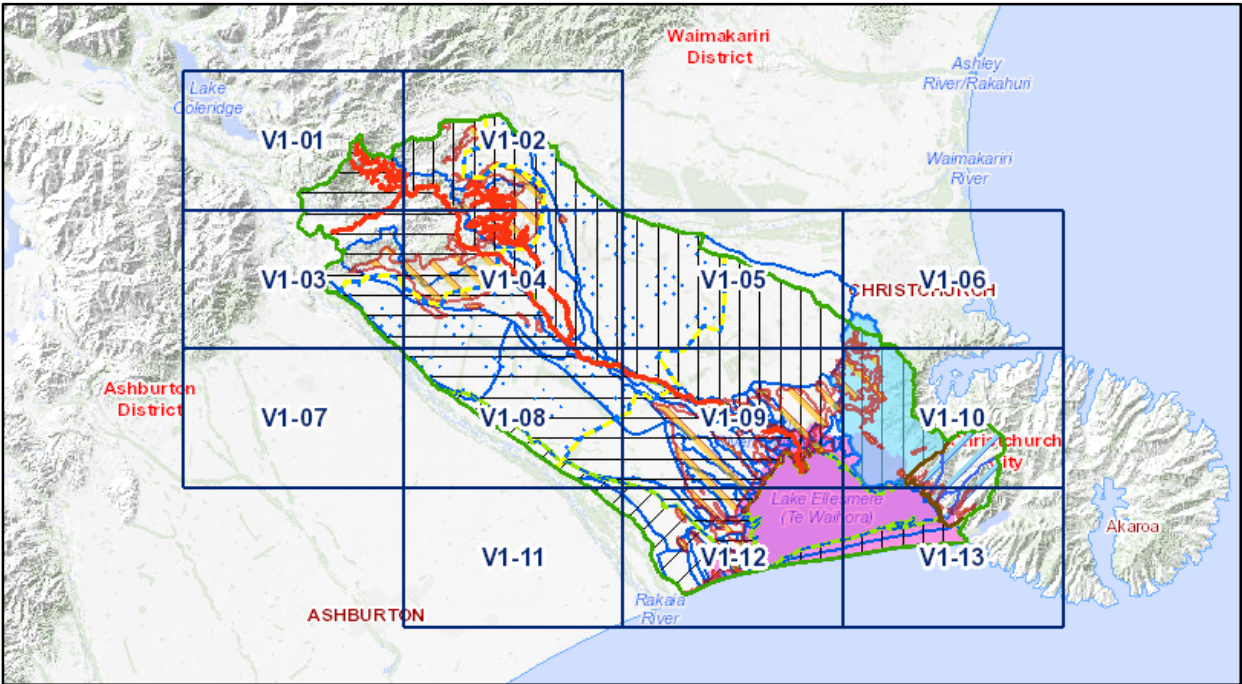 Waimakariri
District
Ashley
River/Rakahuri
Lake
Coleridge
V1-01
V1-02
Waimakariri
River
V1-03
V1-04
V1-05
V1-06
CHRISTCHURCH
Ashburton
District
V1-07
V1-08
V1-09
V1-10
Christchurch
City
Lake Ellesmere
(Te Waihora)
Akaroa
V1-11
V1-12
V1-13
Rakaia
River
ASHBURTON